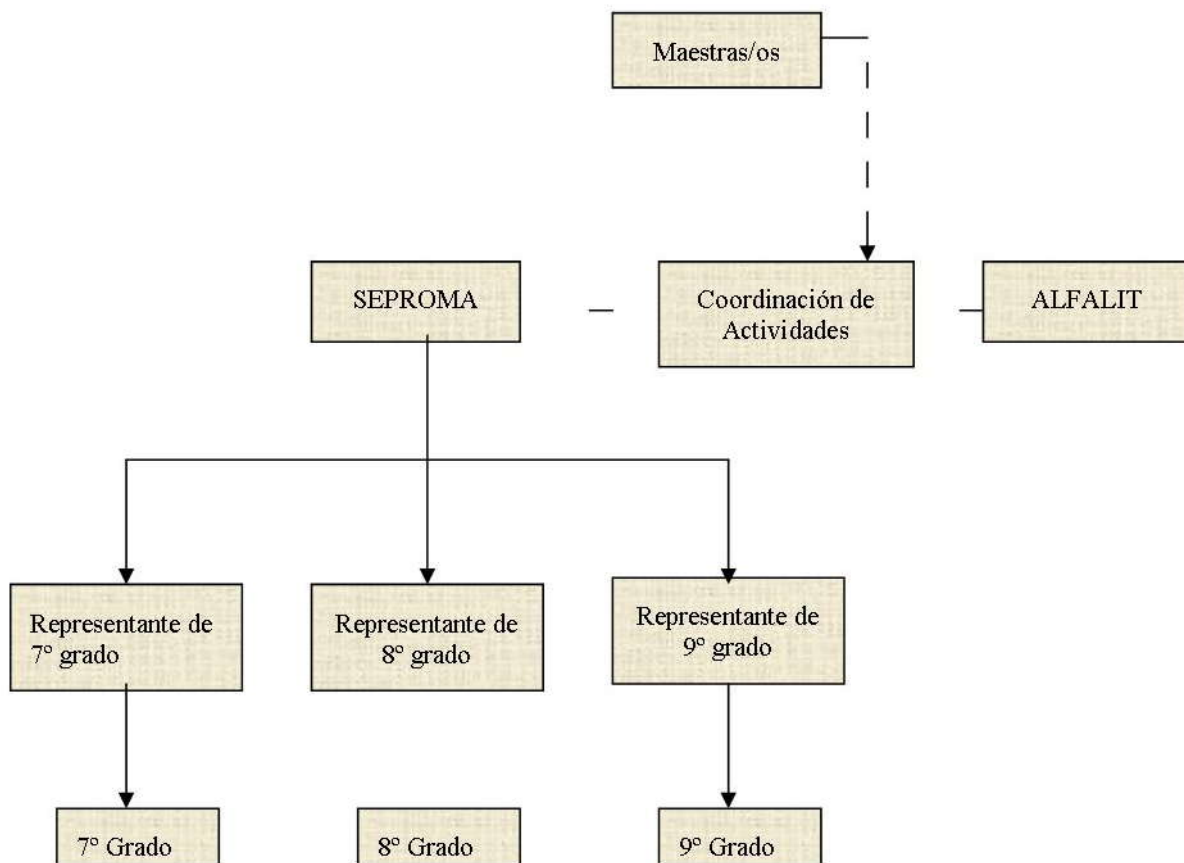 Maestras/os
SEPROMA
Coordinación de
Actividades
ALFALIT
Representante de
7º grado
Representante de
8º grado
Representante de
9º grado
7º Grado
8º Grado
9º Grado